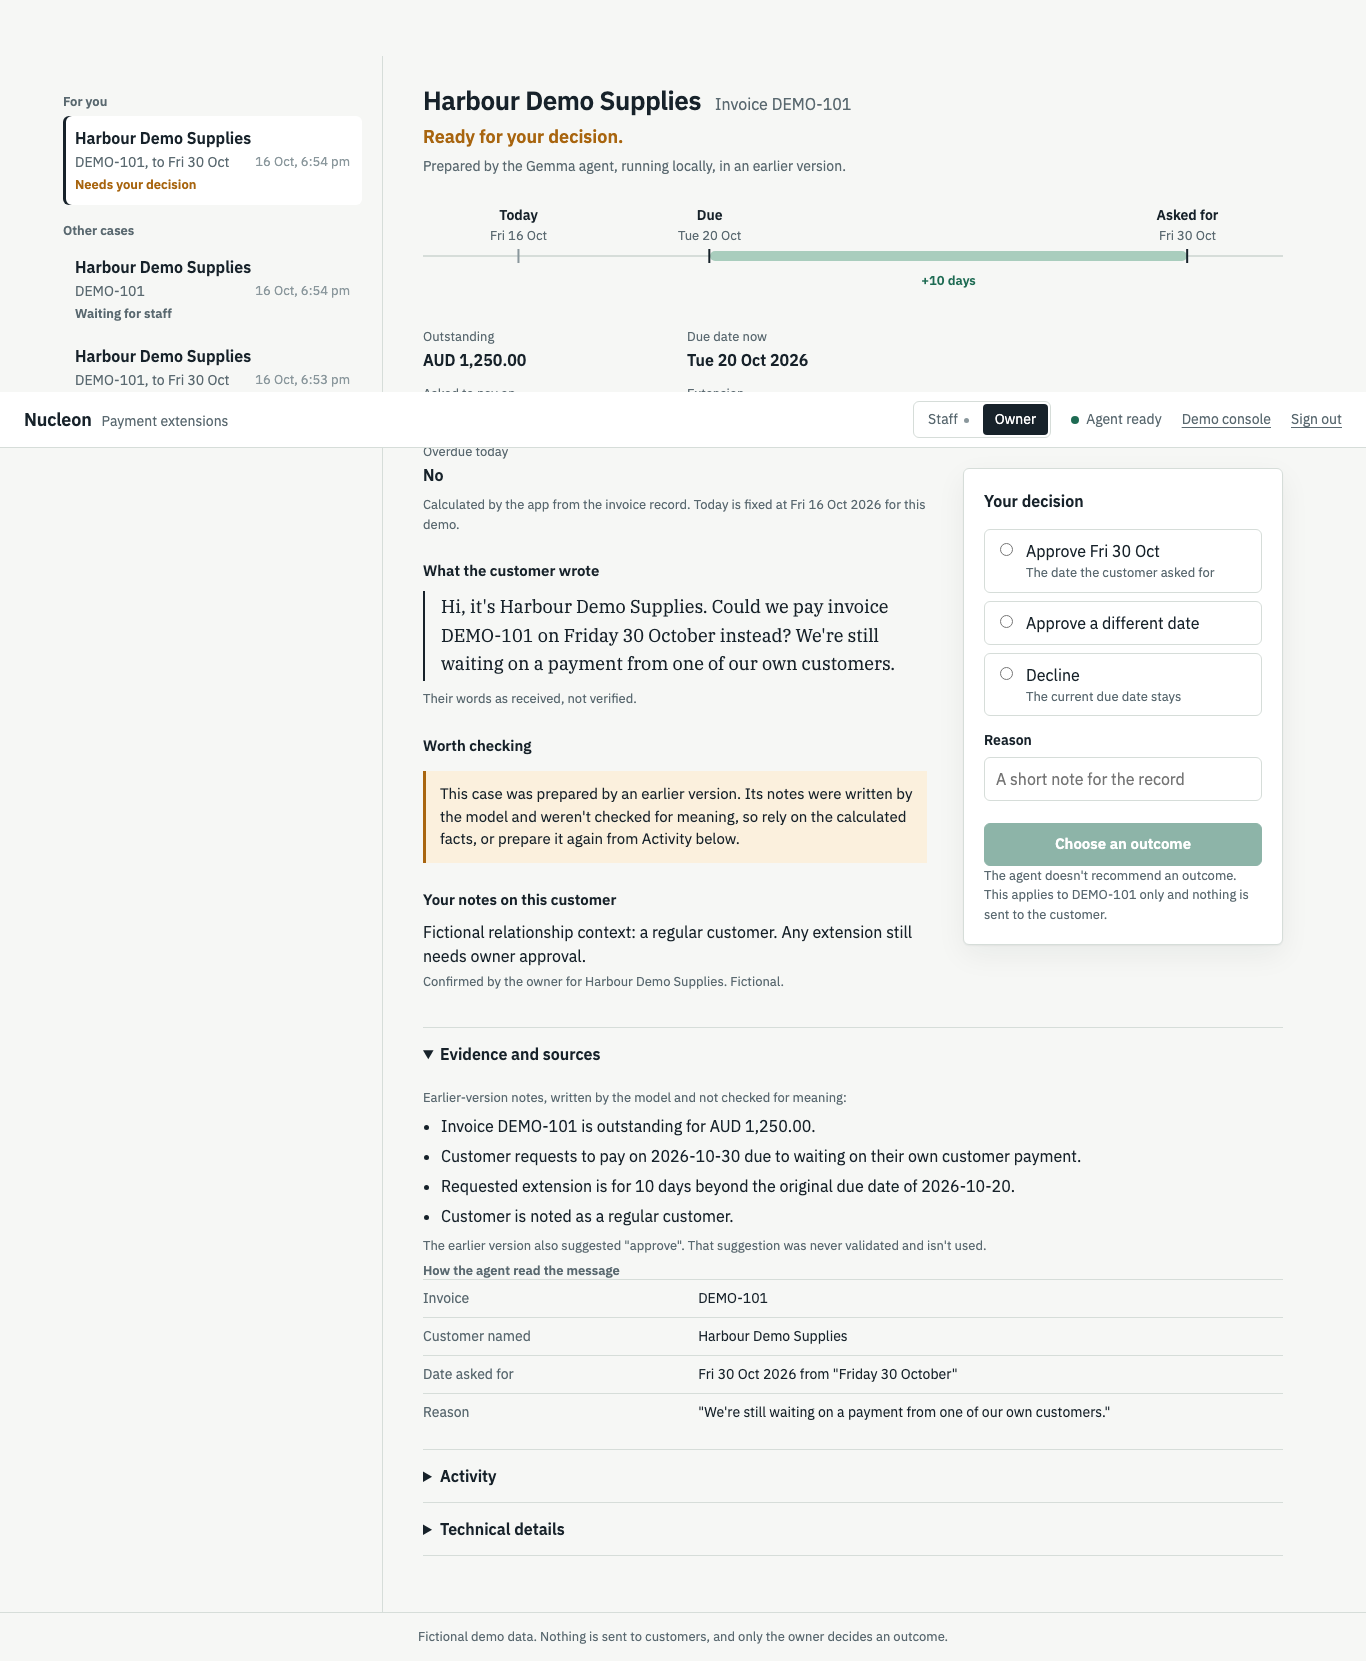 For you
Harbour Demo Supplies
DEMO-101, to Fri 30 Oct 16 Oct, 6:54 pm
Needs your decision
Other cases
Harbour Demo Supplies
DEMO-101 16 Oct, 6:54 pm
Waiting for staff
Harbour Demo Supplies
DEMO-101, to Fri 30 Oct 16 Oct, 6:53 pm
Harbour Demo Supplies Invoice DEMO-101
Ready for your decision.
Prepared by the Gemma agent, running locally, in an earlier version.
Today Due Asked for
Fri 16 Oct Tue 20 Oct Fri 30 Oct
+10 days
Outstanding Due date now
AUD 1,250.00 Tue 20 Oct 2026
Asked to pay on Extension
Nucleon Payment extensions Staff Owner Agent ready Demo console Sign out
Overdue today
No
Calculated by the app from the invoice record. Today is fixed at Fri 16 Oct 2026 for this
demo.
What the customer wrote
Hi, it's Harbour Demo Supplies. Could we pay invoice
DEMO-101 on Friday 30 October instead? We're still
waiting on a payment from one of our own customers.
Their words as received, not verified.
Worth checking
This case was prepared by an earlier version. Its notes were written by
the model and weren't checked for meaning, so rely on the calculated
facts, or prepare it again from Activity below.
Your notes on this customer
Fictional relationship context: a regular customer. Any extension still
needs owner approval.
Confirmed by the owner for Harbour Demo Supplies. Fictional.
Your decision
Approve Fri 30 Oct
The date the customer asked for
Approve a different date
Decline
The current due date stays
Reason
A short note for the record
Choose an outcome
The agent doesn't recommend an outcome.
This applies to DEMO-101 only and nothing is
sent to the customer.
Evidence and sources
Earlier-version notes, written by the model and not checked for meaning:
• Invoice DEMO-101 is outstanding for AUD 1,250.00.
• Customer requests to pay on 2026-10-30 due to waiting on their own customer payment.
• Requested extension is for 10 days beyond the original due date of 2026-10-20.
• Customer is noted as a regular customer.
The earlier version also suggested "approve". That suggestion was never validated and isn't used.
How the agent read the message
Invoice DEMO-101
Customer named Harbour Demo Supplies
Date asked for Fri 30 Oct 2026 from "Friday 30 October"
Reason "We're still waiting on a payment from one of our own customers."
Activity
Technical details
Fictional demo data. Nothing is sent to customers, and only the owner decides an outcome.